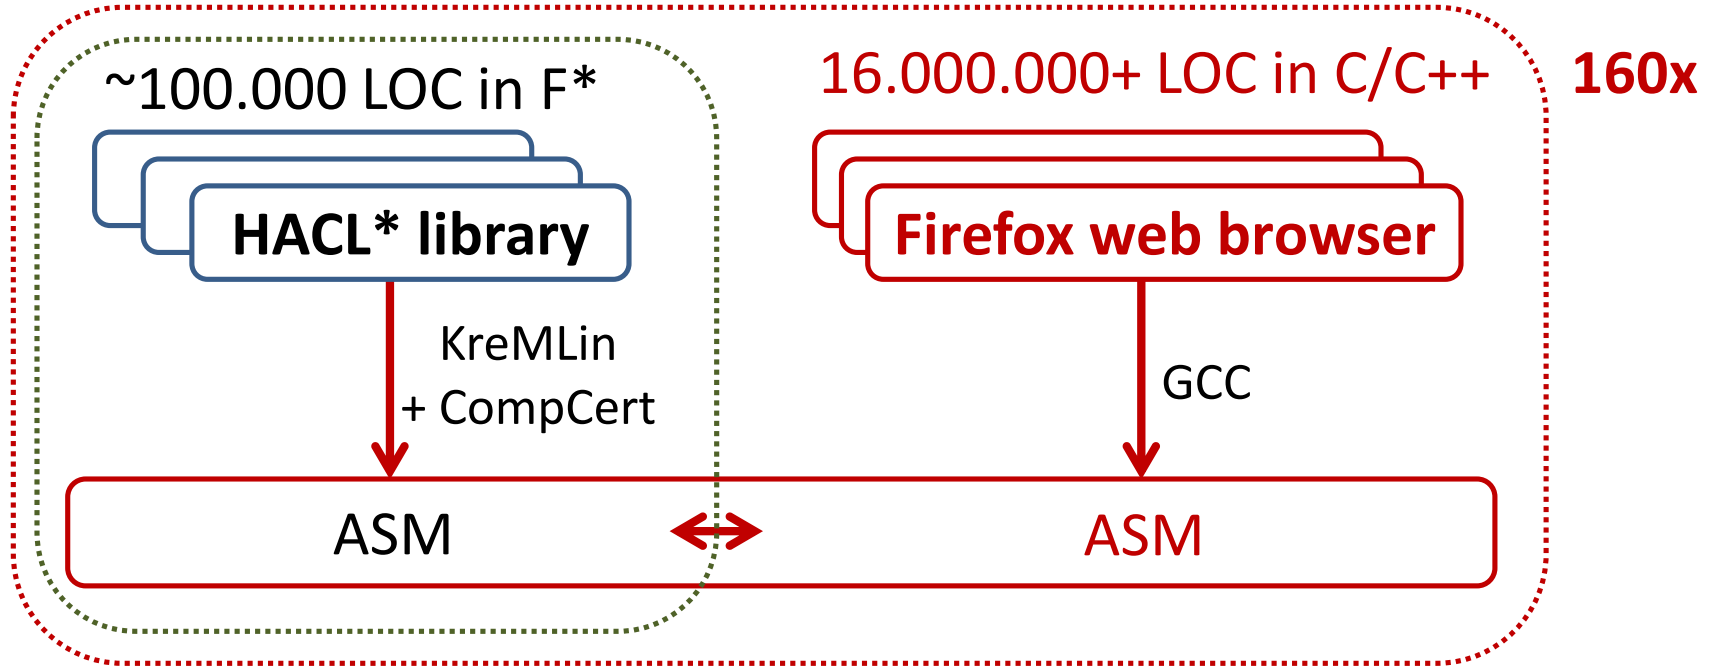 ~100.000 LOC in F*
16.000.000+ LOC in C/C++
160x
HACL* library
Firefox web browser
KreMLin
+ CompCert
GCC
ASM
ASM